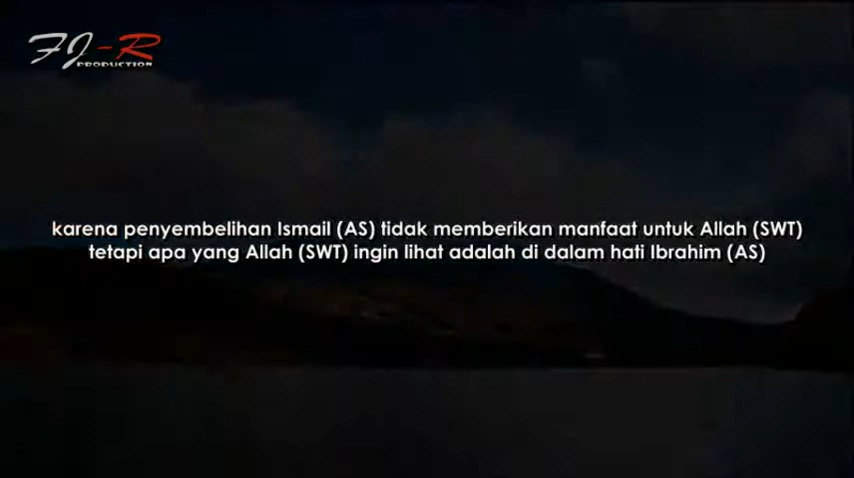 FJ-R
PRODUCTION
karena penyembelihan Ismail (AS) tidak memberikan manfaat untuk Allah (SWT)
tetapi apa yang Allah (SWT) ingin lihat adalah di dalam hati Ibrahim (AS)